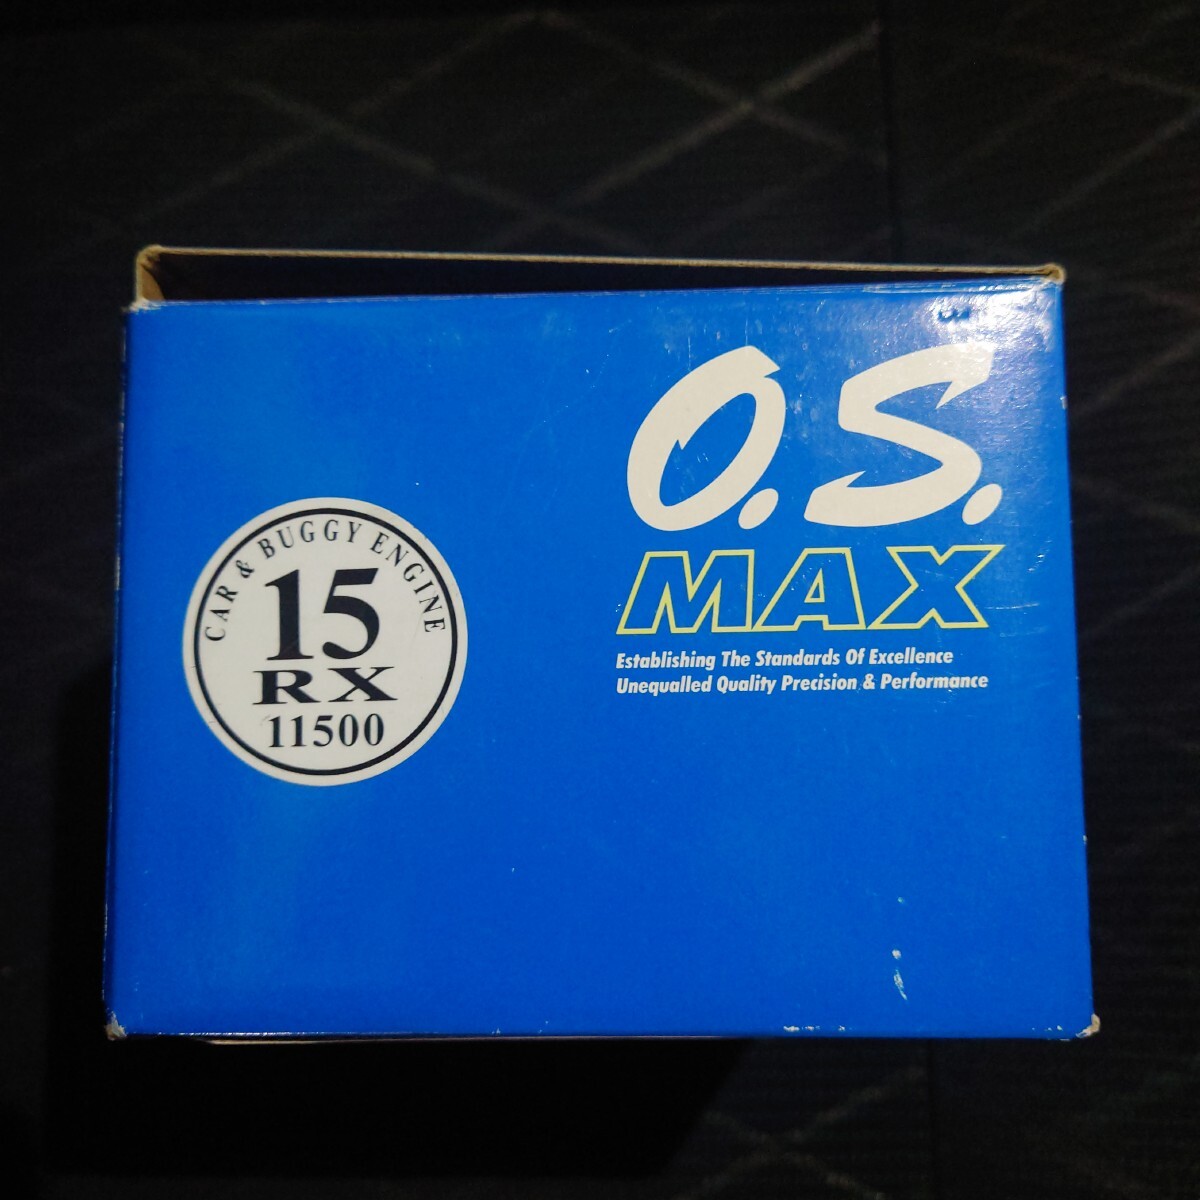 O.S.
MAX
Establishing The Standards Of Excellence
Unequalled Quality Precision & Performance
CAR & BUGGY ENGINE
15
RX
11500